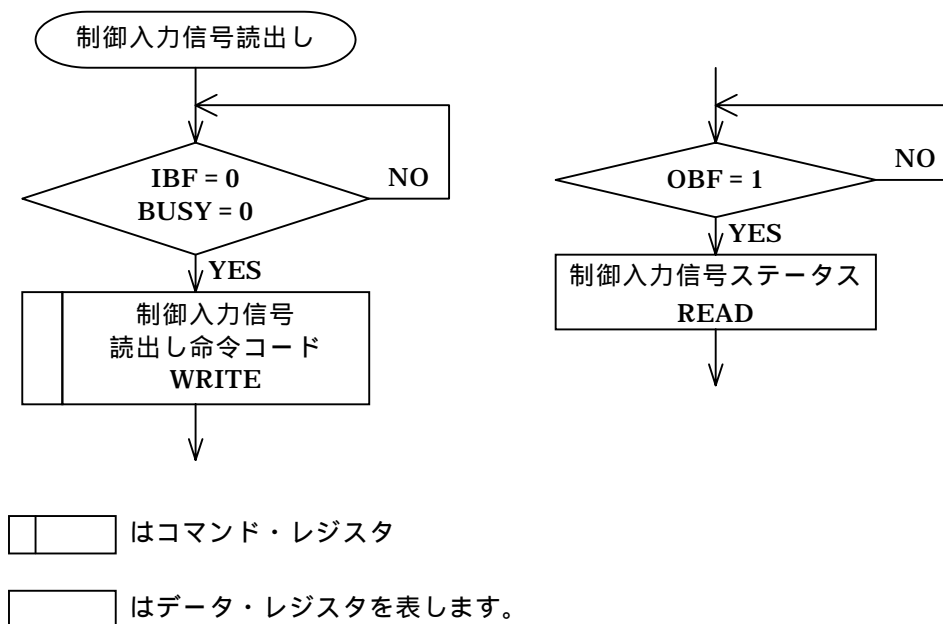 制御入力信号読出し
IBF = 0
BUSY = 0
NO
YES
制御入力信号
読出し命令コード
WRITE
OBF = 1
NO
YES
制御入力信号ステータス
READ
はコマンド・レジスタ
はデータ・レジスタを表します。